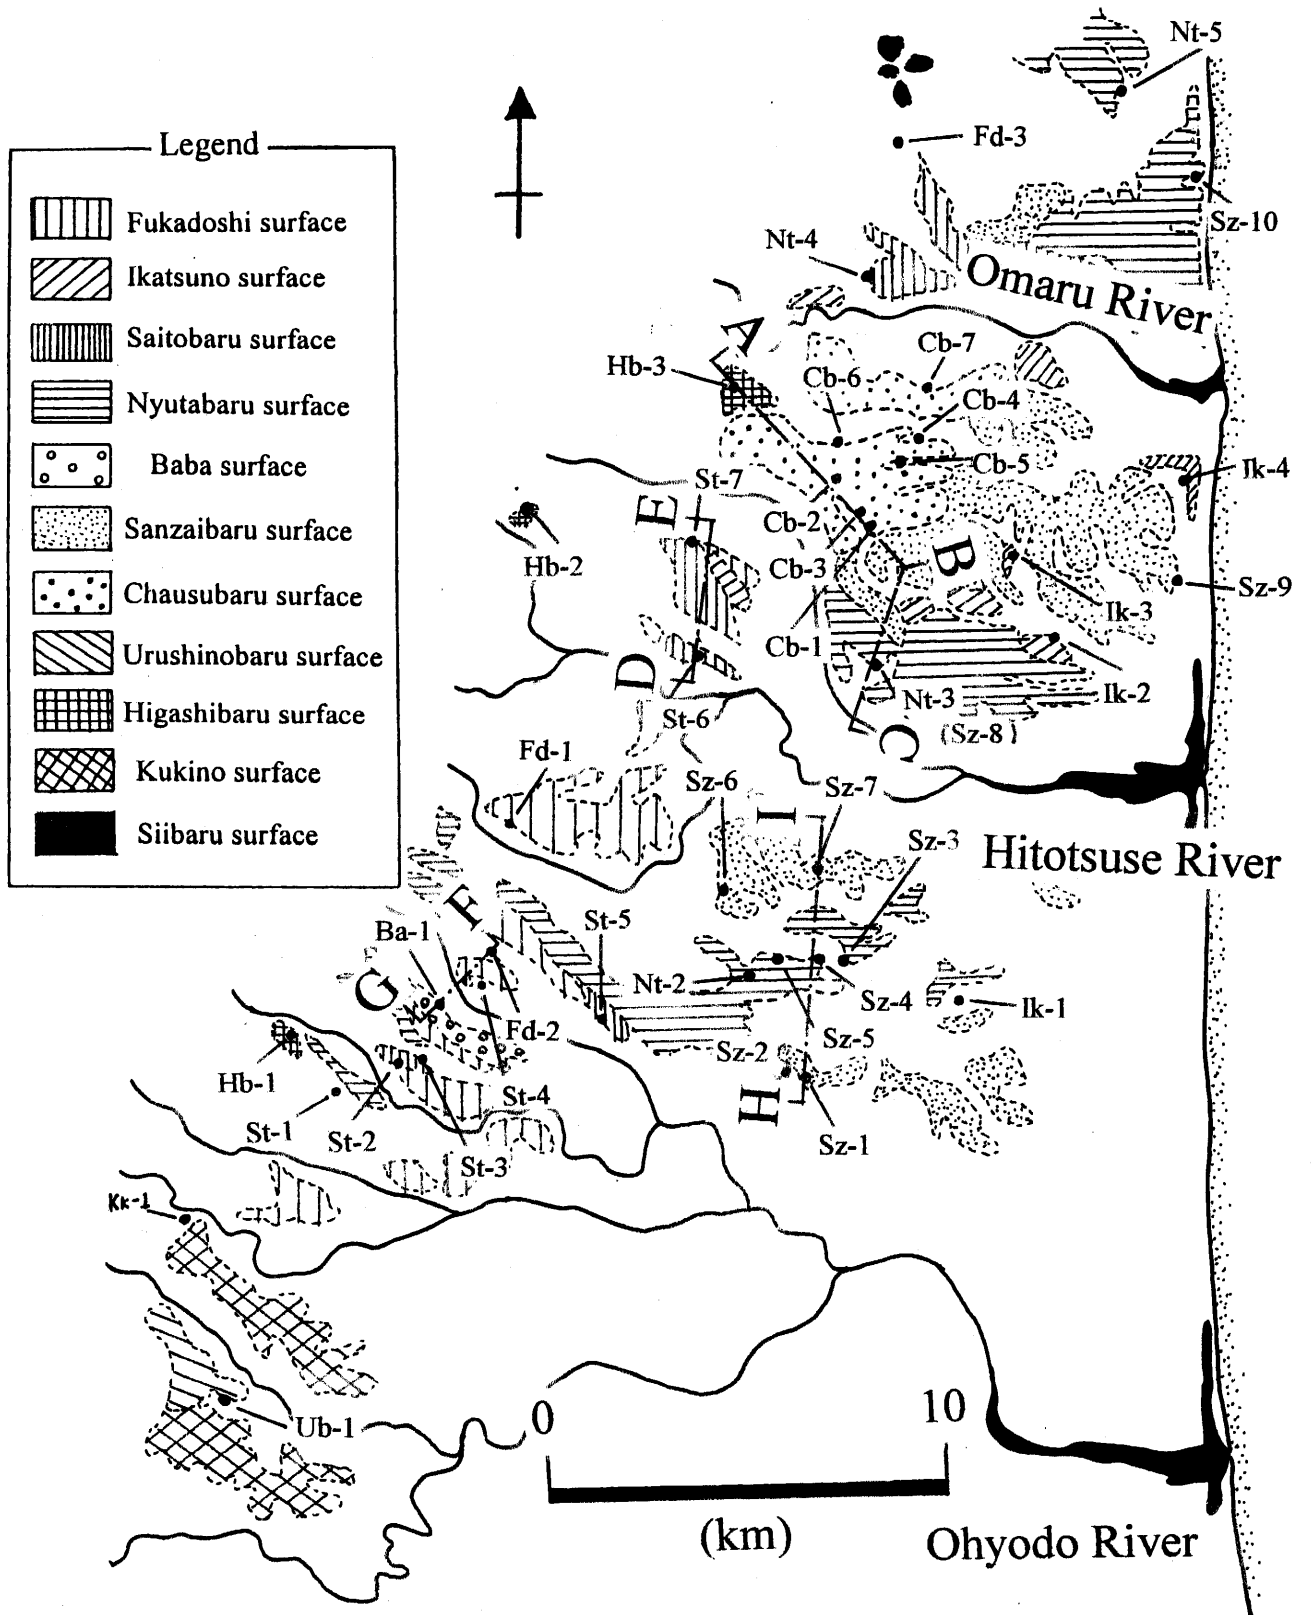 Legend
Fukadoshi surface
Ikatsuno surface
Saitobaru surface
Nyutabaru surface
Baba surface
Sanzaibaru surface
Chausubaru surface
Urushinobaru surface
Higashibaru surface
Kukino surface
Siibaru surface
Nt-5
Fd-3
Sz-10
Nt-4
Omaru River
A
Hb-3
Cb-7
Cb-6
Cb-4
Cb-5
Ik-4
St-7
E
Cb-2
B
Hb-2
Cb-3
Sz-9
Ik-3
Cb-1
D
Nt-3
Ik-2
St-6
(Sz-8)
C
Fd-1
Sz-6
I
Sz-7
Sz-3
Hitotsuse River
F
St-5
Ba-1
G
Nt-2
Sz-4
Ik-1
Fd-2
Sz-2
Sz-5
Hb-1
St-4
H
St-1
St-2
St-3
Sz-1
Kk-1
Ub-1
0
10
(km)
Ohyodo River